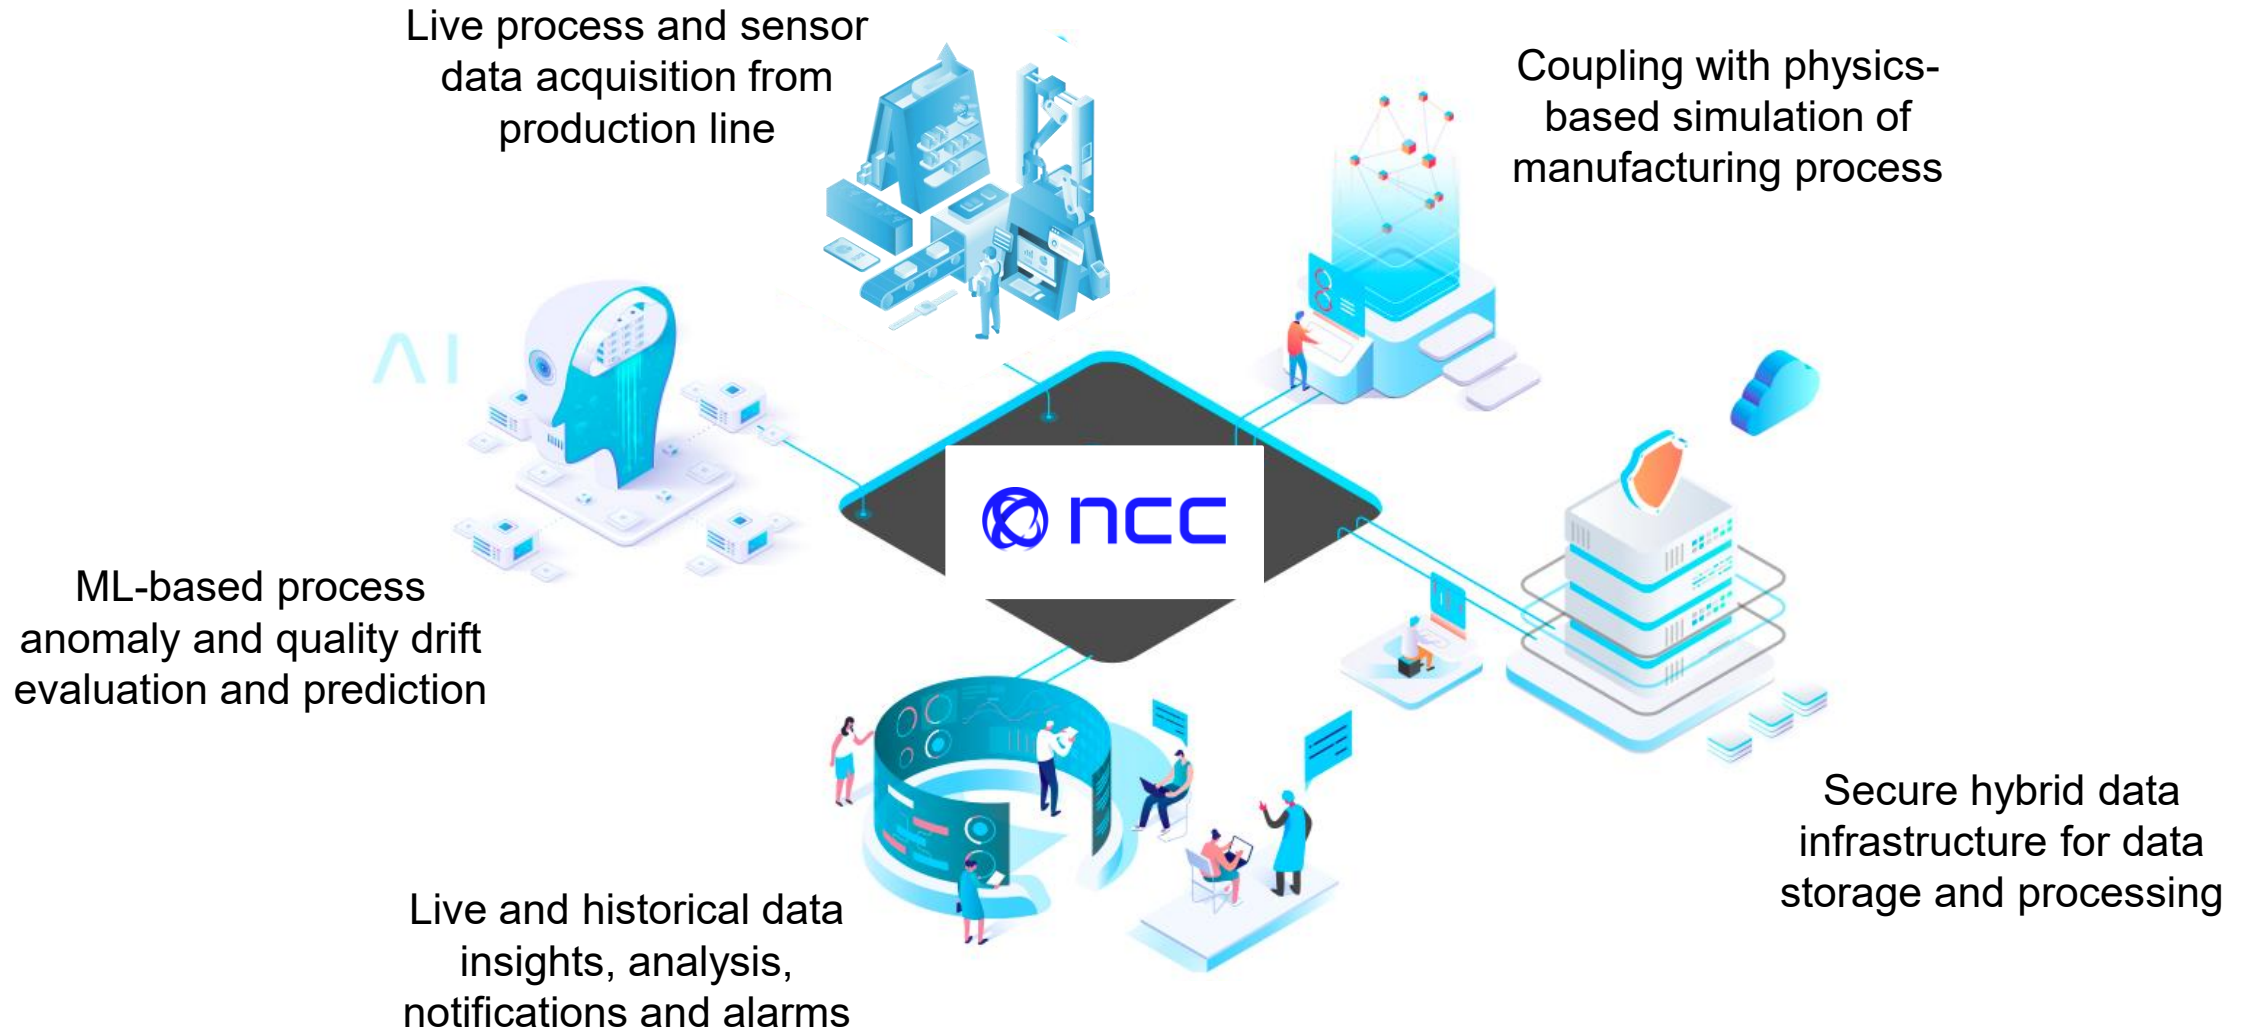 Live process and sensor
data acquisition from
production line
Coupling with physics-
based simulation of
manufacturing process
AI
ncc
ML-based process
anomaly and quality drift
evaluation and prediction
Secure hybrid data
infrastructure for data
storage and processing
Live and historical data
insights, analysis,
notifications and alarms